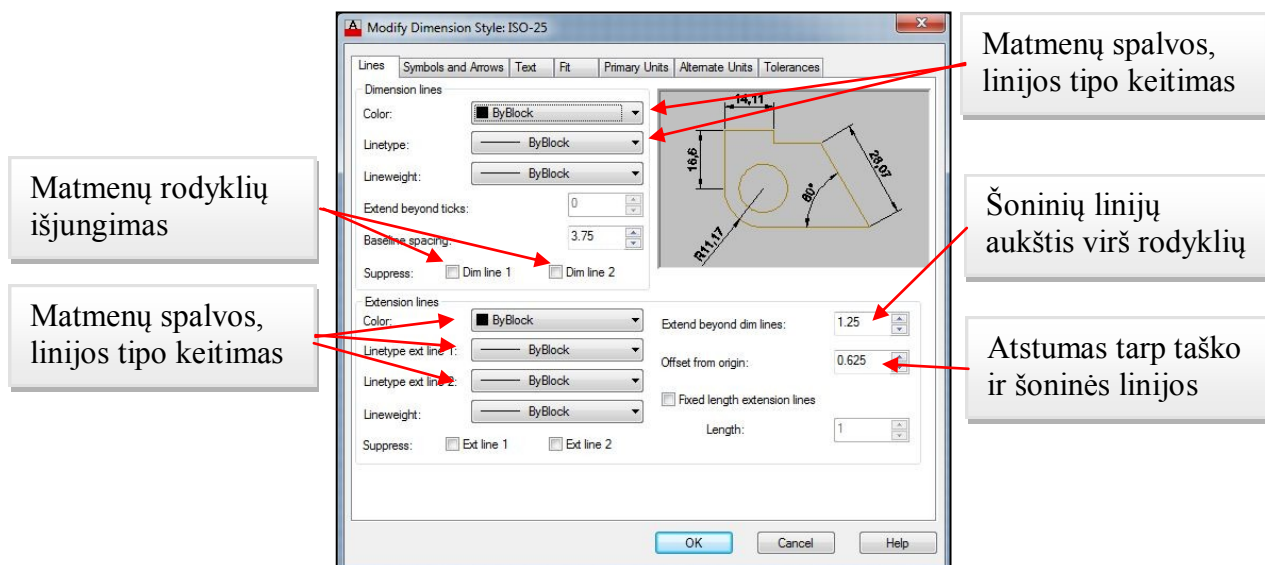 Modify Dimension Style: ISO-25
Lines Symbols and Arrows Text Fit Primary Units Alternate Units Tolerances
Dimension lines
Color: ByBlock
Linetype: ByBlock
Lineweight: ByBlock
Extend beyond ticks: 0
Baseline spacing: 3.75
Suppress: Dim line 1 Dim line 2
14,11
16,6
28,07
60°
R11,17
Extension lines
Color: ByBlock
Linetype ext line 1: ByBlock
Linetype ext line 2: ByBlock
Lineweight: ByBlock
Suppress: Ext line 1 Ext line 2
Extend beyond dim lines: 1.25
Offset from origin: 0.625
Fixed length extension lines
Length: 1
OK Cancel Help
Matmenų rodyklių
išjungimas
Matmenų spalvos,
linijos tipo keitimas
Matmenų spalvos,
linijos tipo keitimas
Šoninių linijų
aukštis virš rodyklių
Atstumas tarp taško
ir šoninės linijos